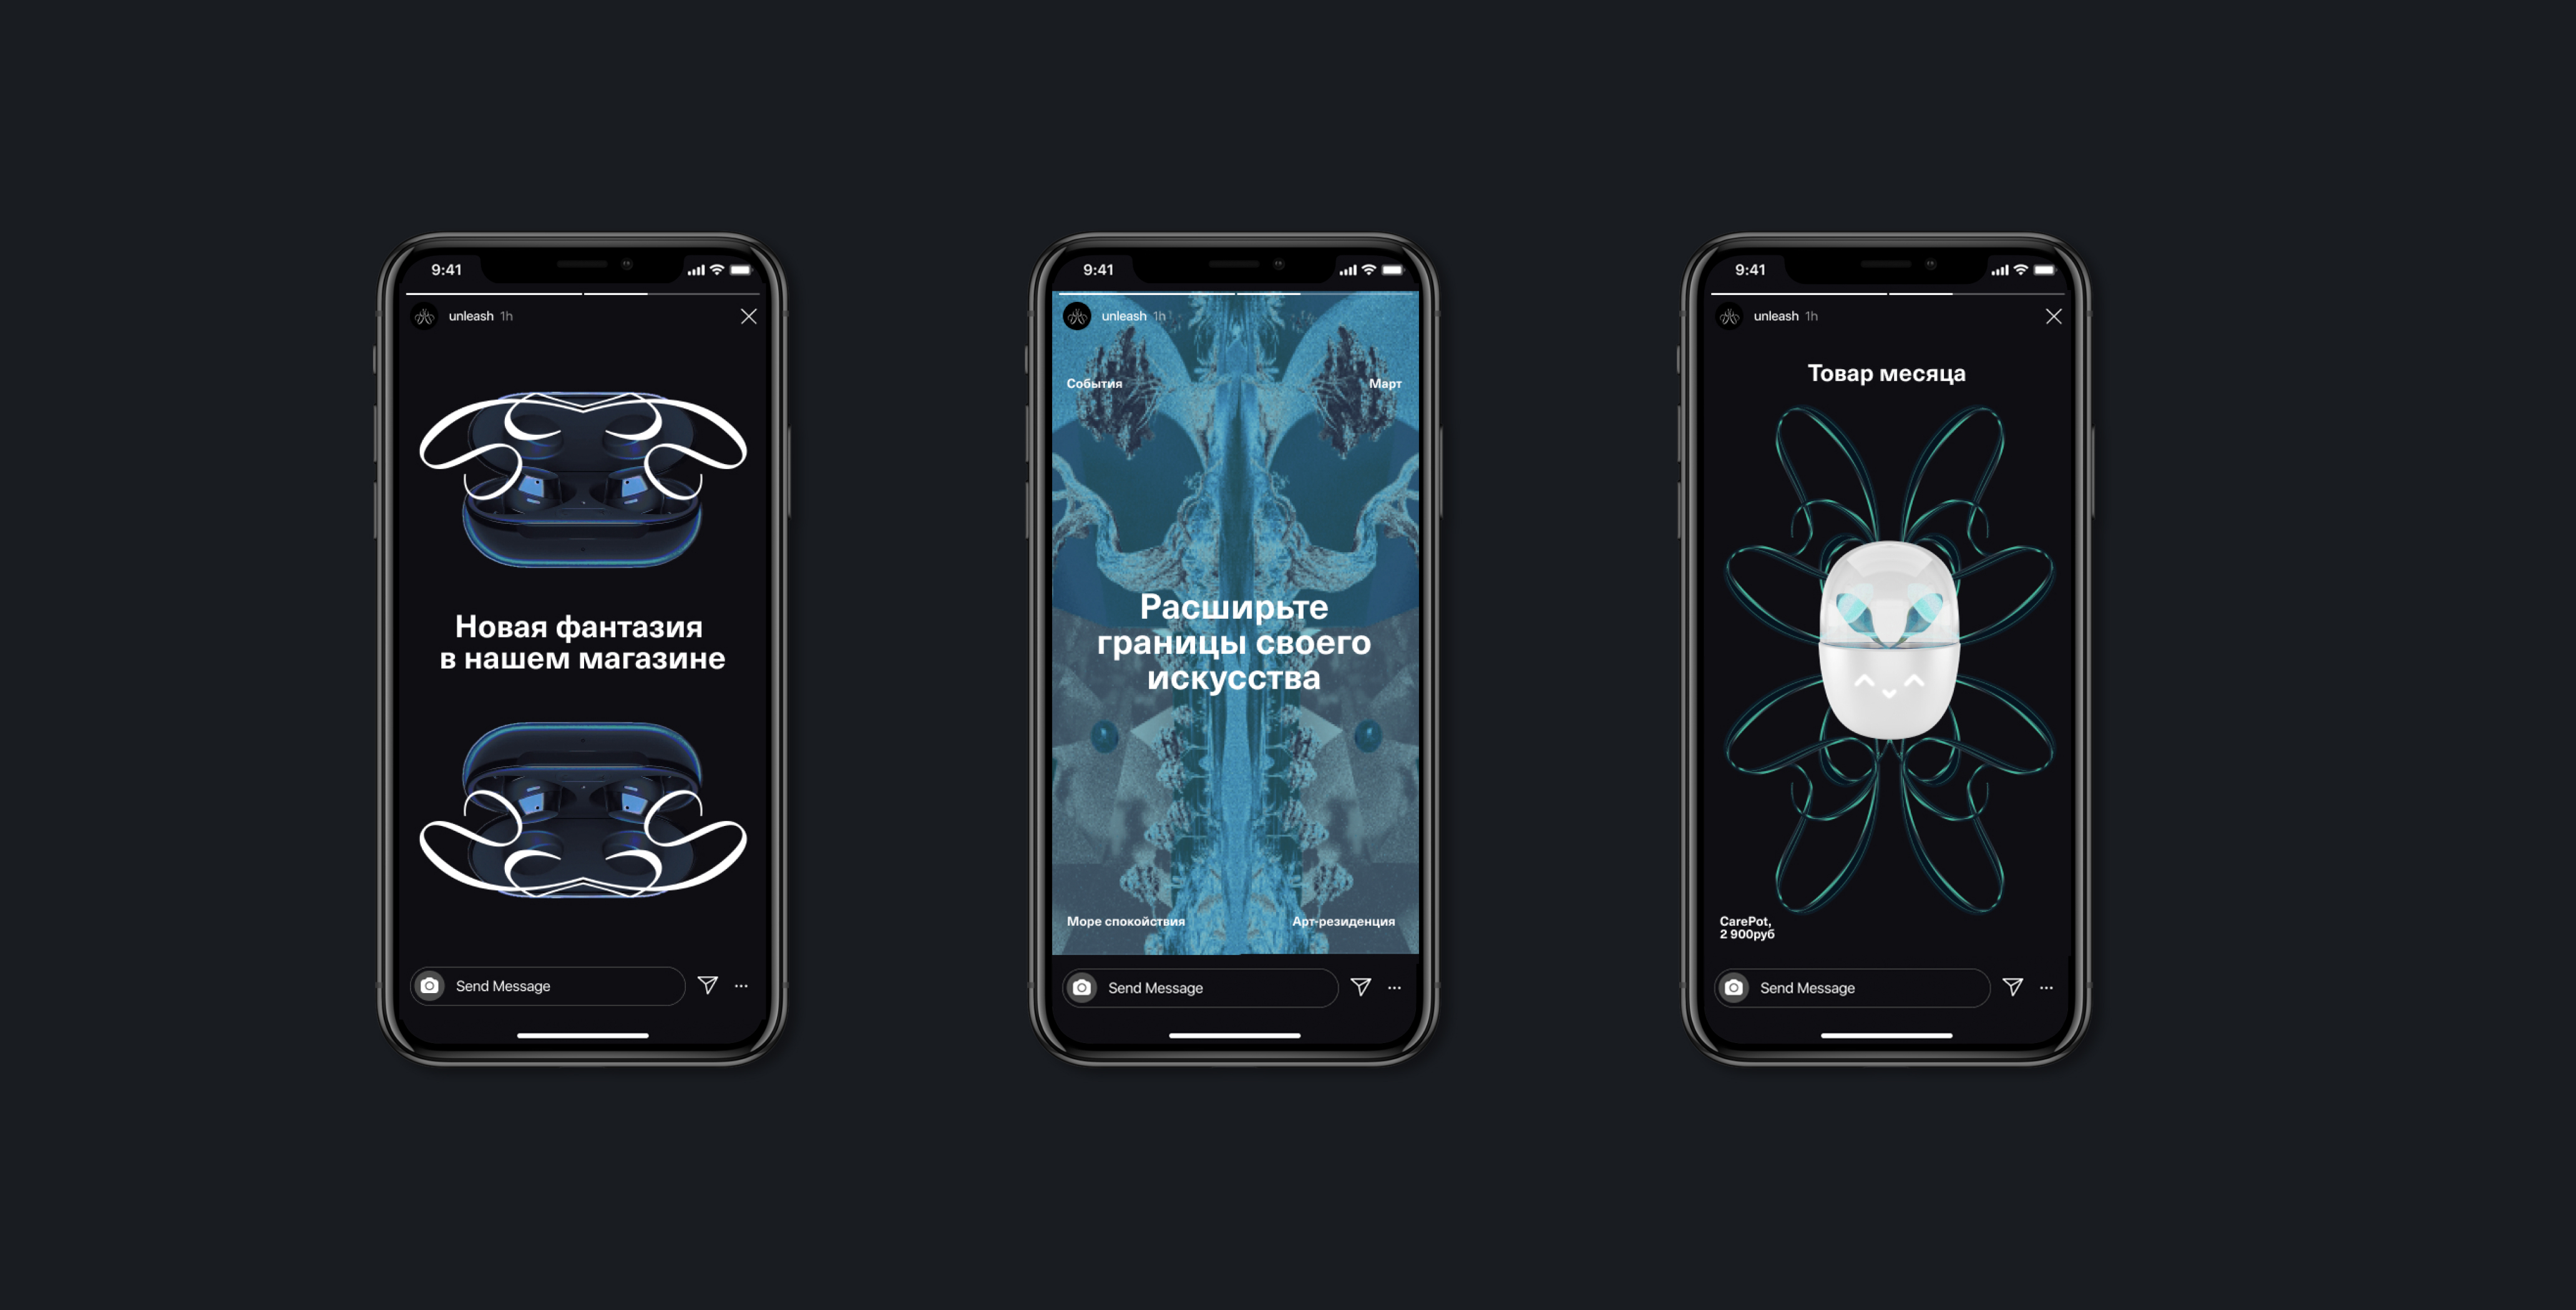 9:41
unleash 1h
Новая фантазия
в нашем магазине
Send Message
9:41
unleash 1h
События Март
Расширьте
границы своего
искусства
Море спокойствия Арт-резиденция
Send Message
9:41
unleash 1h
Товар месяца
CarePot,
2 900руб
Send Message